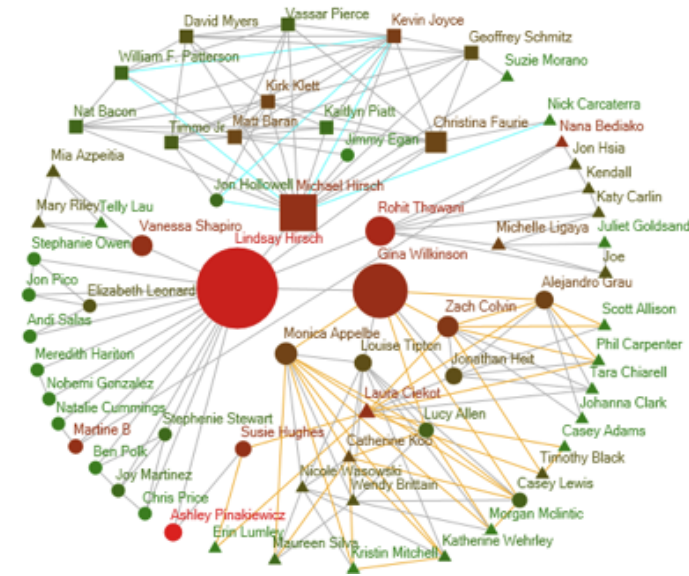 Vassar Pierce
David Myers
Kevin Joyce
Geoffrey Schmitz
William F. Patterson
Suzie Morano
Kirk Klett
Nick Carcaterra
Nat Bacon
Timmo Je
Matt Baran
Kaitlyn Piatt
Christina Faurie
Nana Bediako
Jimmy Egan
Jon Hsia
Mia Azpeitia
Kendall
Jon Hollowell
Michael Hirsch
Katy Carlin
Mary Riley
Telly Lau
Rohit Thawani
Vanessa Shapiro
Michelle Ligaya
Juliet Goldsand
Stephanie Owen
Lindsay Hirsch
Gina Wilkinson
Joe
Jon Pico
Elizabeth Leonard
Alejandro Grau
Zach Colvin
Scott Allison
Andi Salas
Monica Appelbe
Louise Tipton
Phil Carpenter
Meredith Hariton
Jonathan Heit
Tara Chiarell
Nohemi Gonzalez
Laura Ciekot
Johanna Clark
Natalie Cummings
Stephenie Stewart
Lucy Allen
Martine B
Susie Hughes
Casey Adams
Ben Polk
Catherine Koo
Timothy Black
Joy Martinez
Nicole Wasowski
Wendy Brittain
Casey Lewis
Chris Price
Ashley Pinakiewicz
Morgan Mclintic
Erin Lumley
Maureen Silva
Kristin Mitchell
Katherine Wehrley